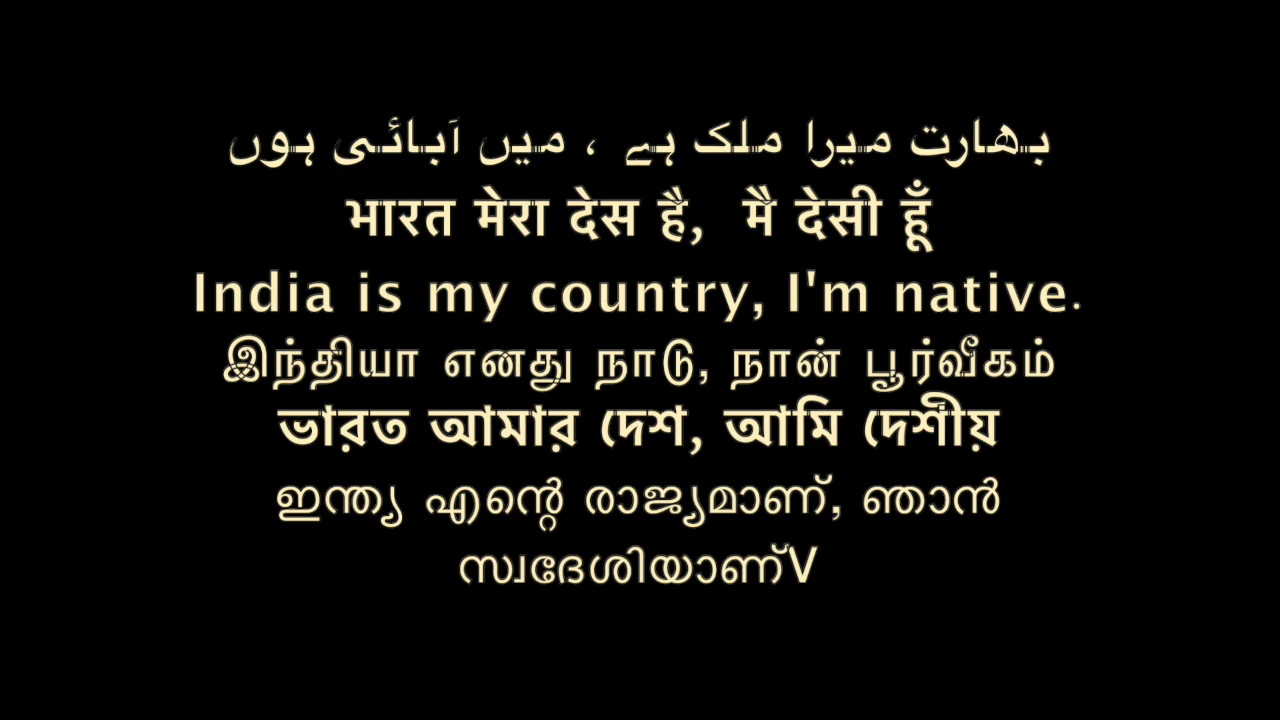 بھارت میرا ملک ہے ، میں آبائی ہوں
भारत मेरा देस है, मै देसी हूँ
India is my country, I'm native.
இந்தியா எனது நாடு, நான் பூர்வீகம்
ভারত আমার দেশ, আমি দেশীয়
ഇന്ത്യ എന്റെ രാജ്യമാണ്, ഞാൻ
സ്വദേശിയാണ്V